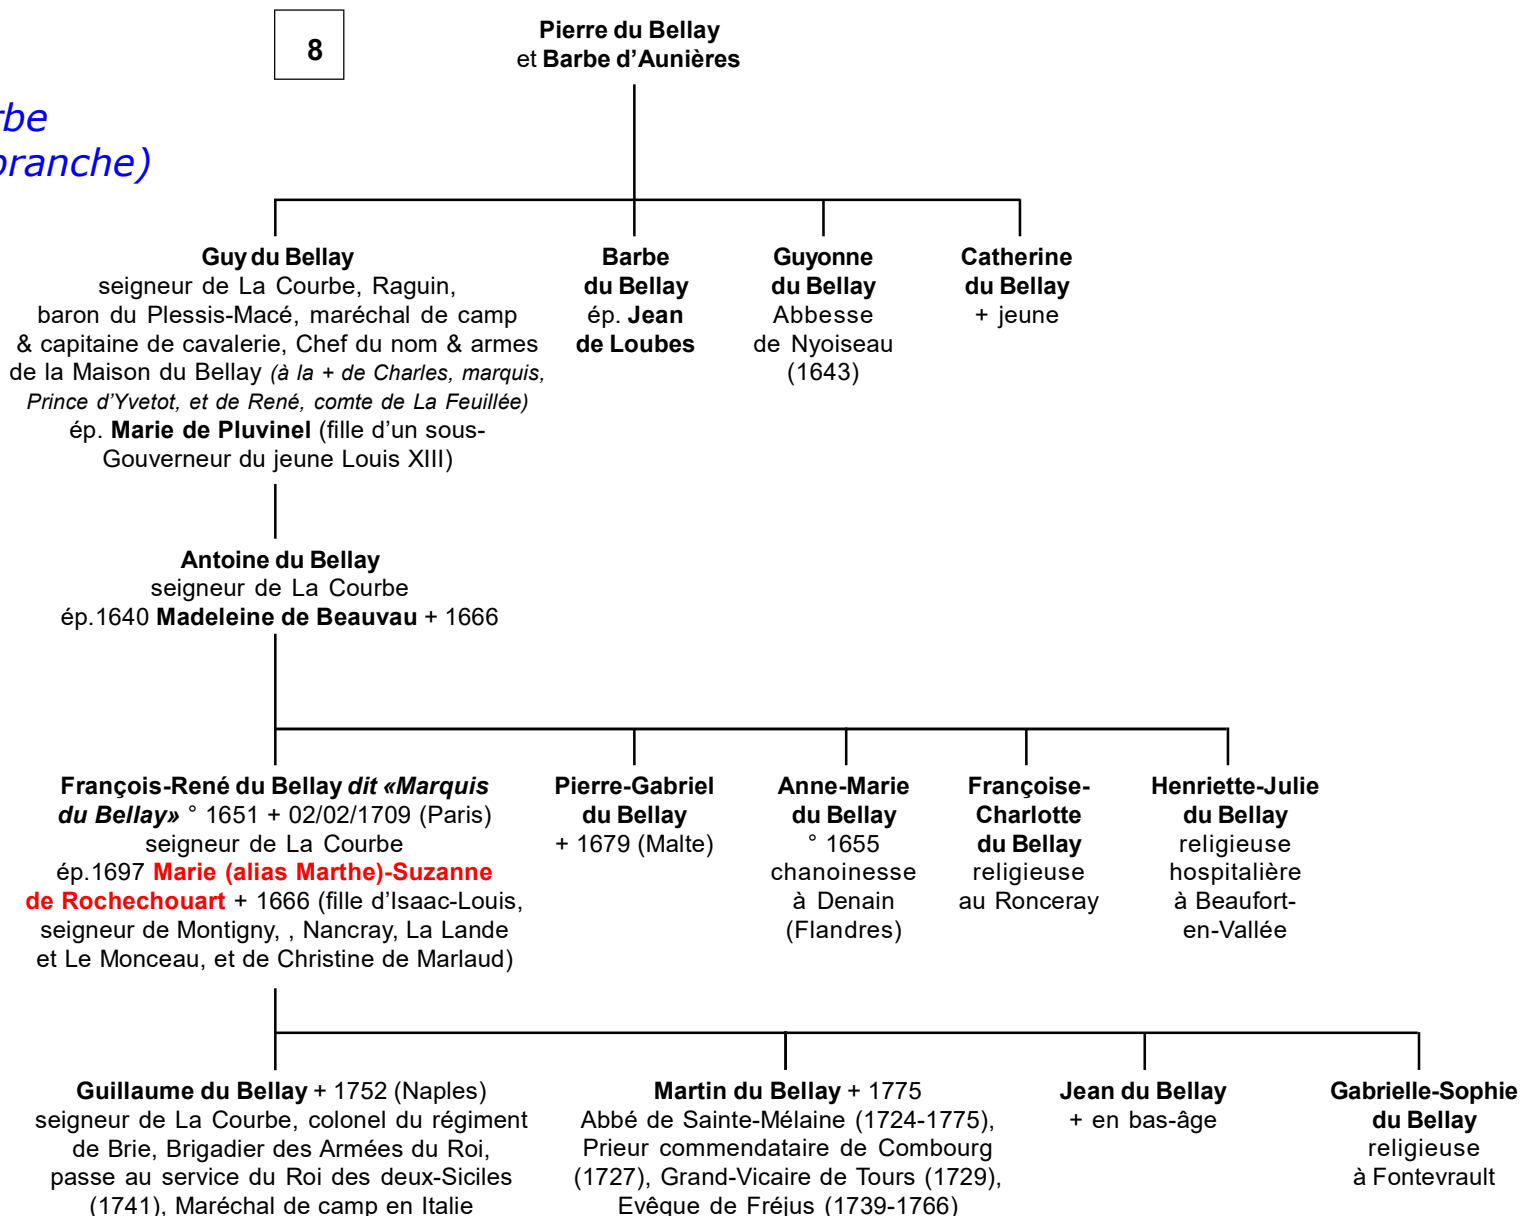 8
Pierre du Bellay
et Barbe d’Aunières
rbe
branche)
Guy du Bellay
seigneur de La Courbe, Raguin,
baron du Plessis-Macé, maréchal de camp
& capitaine de cavalerie, Chef du nom & armes
de la Maison du Bellay (à la + de Charles, marquis,
Prince d’Yvetot, et de René, comte de La Feuillée)
ép. Marie de Pluvinel (fille d’un sous-
Gouverneur du jeune Louis XIII)
Barbe
du Bellay
ép. Jean
de Loubes
Guyonne
du Bellay
Abbesse
de Nyoiseau
(1643)
Catherine
du Bellay
+ jeune
Antoine du Bellay
seigneur de La Courbe
ép.1640 Madeleine de Beauvau + 1666
François-René du Bellay dit «Marquis
du Bellay» ° 1651 + 02/02/1709 (Paris)
seigneur de La Courbe
ép.1697 Marie (alias Marthe)-Suzanne
de Rochechouart + 1666 (fille d’Isaac-Louis,
seigneur de Montigny, , Nancray, La Lande
et Le Monceau, et de Christine de Marlaud)
Pierre-Gabriel
du Bellay
+ 1679 (Malte)
Anne-Marie
du Bellay
° 1655
chanoinesse
à Denain
(Flandres)
Françoise-
Charlotte
du Bellay
religieuse
au Ronceray
Henriette-Julie
du Bellay
religieuse
hospitalière
à Beaufort-
en-Vallée
Guillaume du Bellay + 1752 (Naples)
seigneur de La Courbe, colonel du régiment
de Brie, Brigadier des Armées du Roi,
passe au service du Roi des deux-Siciles
(1741), Maréchal de camp en Italie
Martin du Bellay + 1775
Abbé de Sainte-Mélaine (1724-1775),
Prieur commendataire de Combourg
(1727), Grand-Vicaire de Tours (1729),
Evêque de Fréjus (1739-1766)
Jean du Bellay
+ en bas-âge
Gabrielle-Sophie
du Bellay
religieuse
à Fontevrault